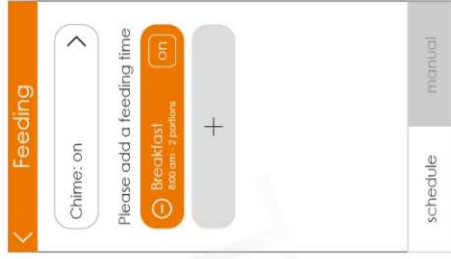 Feeding
Chime: on
Please add a feeding time
Breakfast
8:00 am - 2 portions
on
+
schedule
manual